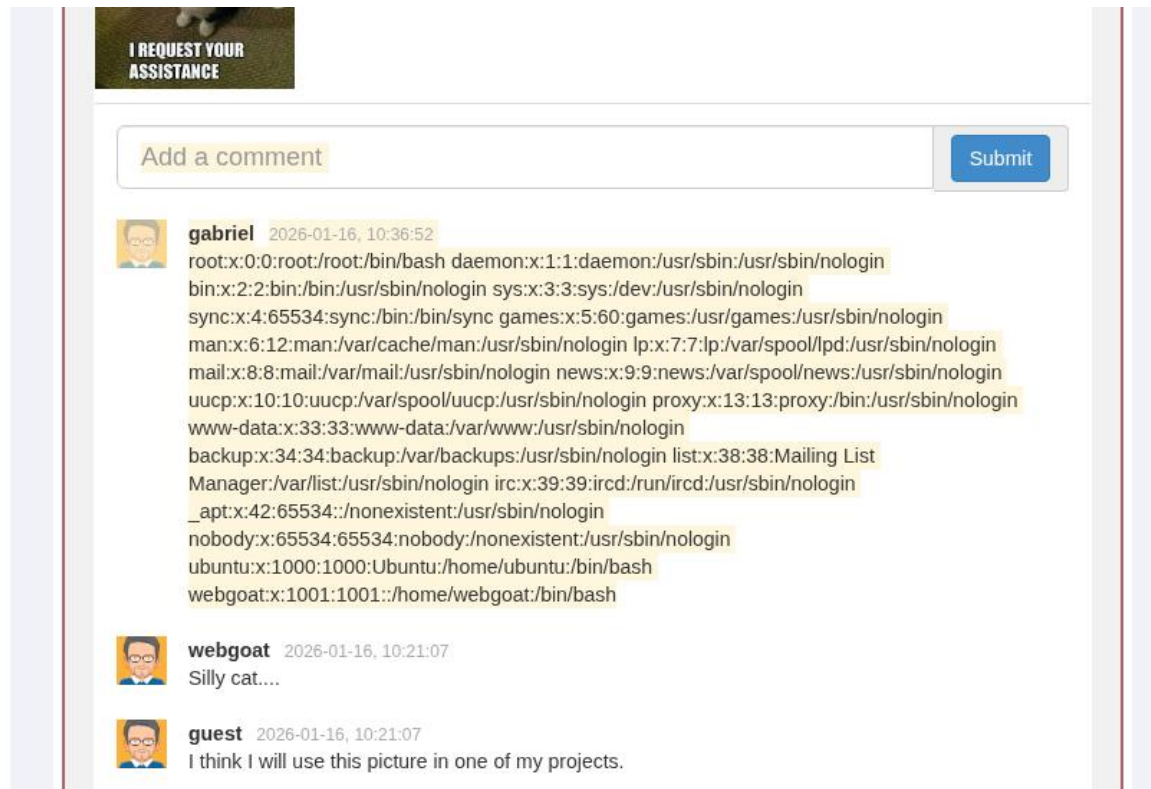 I REQUEST YOUR
ASSISTANCE
Add a comment
Submit
gabriel 2026-01-16, 10:36:52
root:x:0:0:root:/root:/bin/bash daemon:x:1:1:daemon:/usr/sbin:/usr/sbin/nologin
bin:x:2:2:bin:/bin:/usr/sbin/nologin sys:x:3:3:sys:/dev:/usr/sbin/nologin
sync:x:4:65534:sync:/bin:/bin/sync games:x:5:60:games:/usr/games:/usr/sbin/nologin
man:x:6:12:man:/var/cache/man:/usr/sbin/nologin lp:x:7:7:lp:/var/spool/lpd:/usr/sbin/nologin
mail:x:8:8:mail:/var/mail:/usr/sbin/nologin news:x:9:9:news:/var/spool/news:/usr/sbin/nologin
uucp:x:10:10:uucp:/var/spool/uucp:/usr/sbin/nologin proxy:x:13:13:proxy:/bin:/usr/sbin/nologin
www-data:x:33:33:www-data:/var/www:/usr/sbin/nologin
backup:x:34:34:backup:/var/backups:/usr/sbin/nologin list:x:38:38:Mailing List
Manager:/var/list:/usr/sbin/nologin irc:x:39:39:ircd:/run/ircd:/usr/sbin/nologin
_apt:x:42:65534::/nonexistent:/usr/sbin/nologin
nobody:x:65534:65534:nobody:/nonexistent:/usr/sbin/nologin
ubuntu:x:1000:1000:Ubuntu:/home/ubuntu:/bin/bash
webgoat:x:1001:1001::/home/webgoat:/bin/bash
webgoat 2026-01-16, 10:21:07
Silly cat....
guest 2026-01-16, 10:21:07
I think I will use this picture in one of my projects.